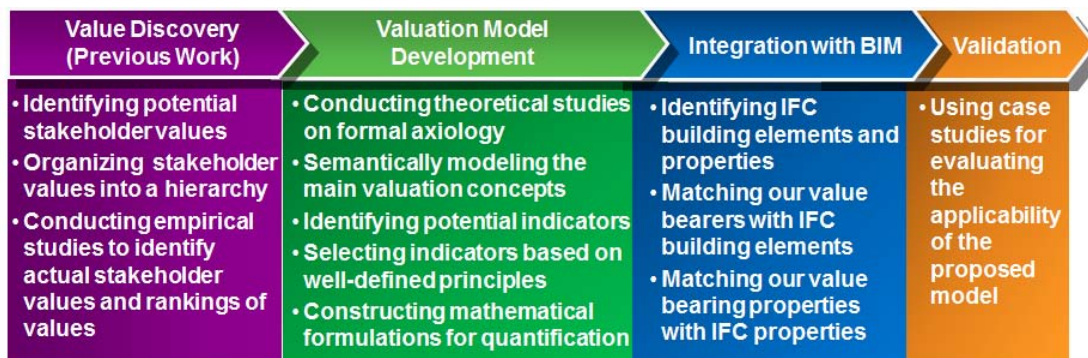 Value Discovery
(Previous Work)
Valuation Model
Development
Integration with BIM
Validation
• Identifying potential
stakeholder values
• Organizing stakeholder
values into a hierarchy
• Conducting empirical
studies to identify
actual stakeholder
values and rankings of
values
• Conducting theoretical studies
on formal axiology
• Semantically modeling the
main valuation concepts
• Identifying potential indicators
• Selecting indicators based on
well-defined principles
• Constructing mathematical
formulations for quantification
• Identifying IFC
building elements and
properties
• Matching our value
bearers with IFC
building elements
• Matching our value
bearing properties
with IFC properties
• Using case
studies for
evaluating
the
applicability
of the
proposed
model